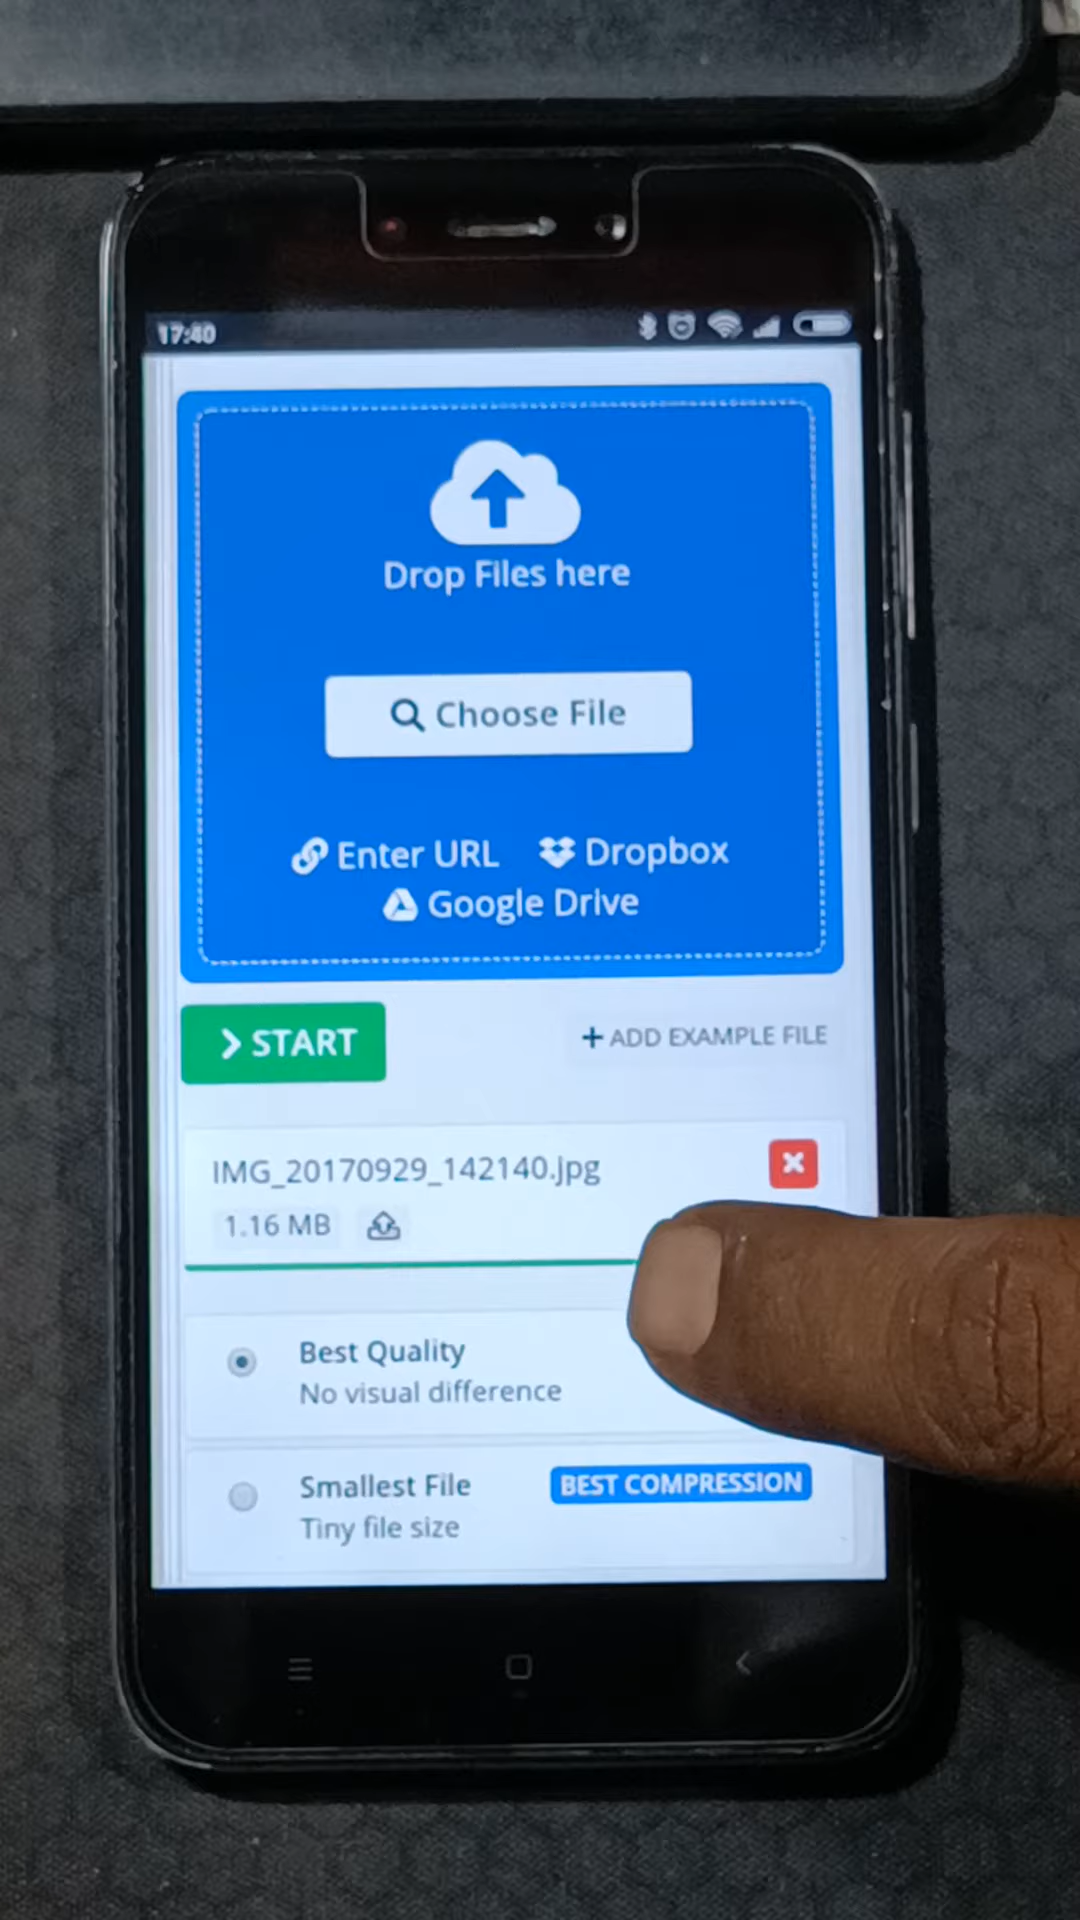 17:40
Drop Files here
Choose File
Enter URL Dropbox
Google Drive
START
+ ADD EXAMPLE FILE
IMG_20170929_142140.jpg
1.16 MB
Best Quality
No visual difference
Smallest File BEST COMPRESSION
Tiny file size